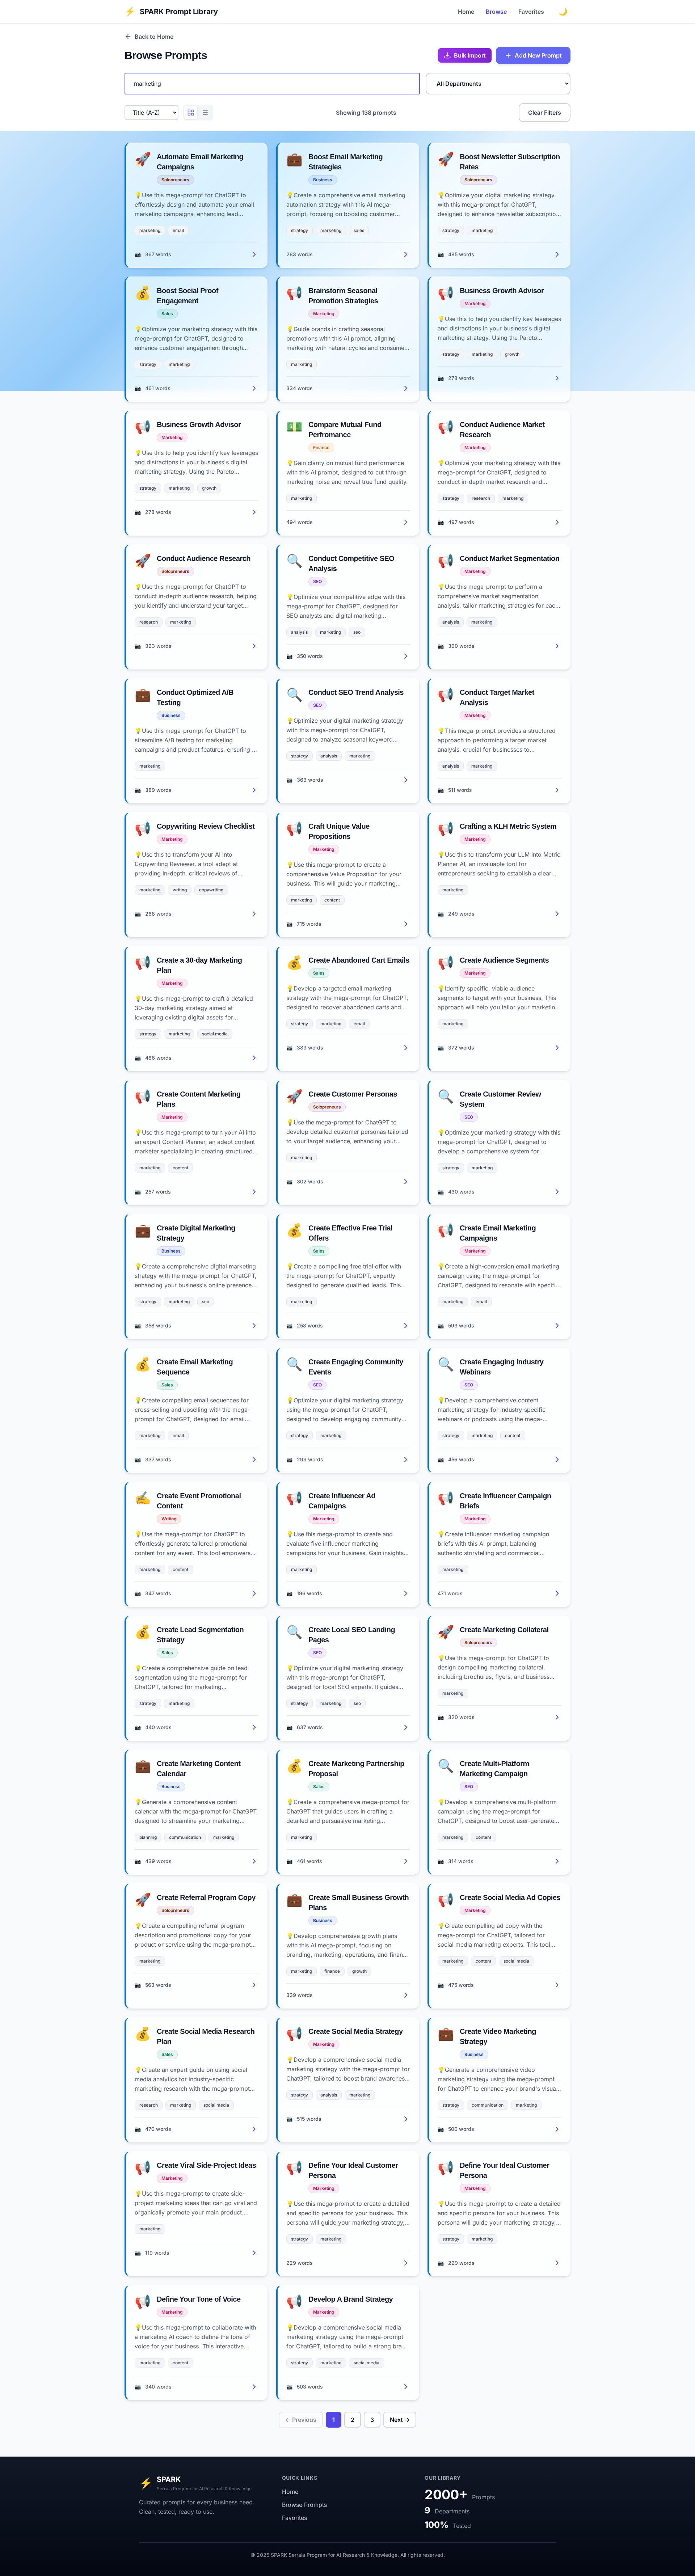 SPARK Prompt Library
Home
Browse
Favorites
Back to Home
Browse Prompts
Bulk Import
Add New Prompt
marketing
All Departments
Title (A-Z)
Showing 138 prompts
Clear Filters
Automate Email Marketing
Campaigns
Solopreneurs
Use this mega-prompt for ChatGPT to
effortlessly design and automate your email
marketing campaigns, enhancing lead...
marketing email
367 words
Boost Email Marketing
Strategies
Business
Create a comprehensive email marketing
automation strategy with this AI mega-
prompt, focusing on boosting customer...
strategy marketing sales
283 words
Boost Newsletter Subscription
Rates
Solopreneurs
Optimize your digital marketing strategy
with this mega-prompt for ChatGPT,
designed to enhance newsletter subscriptio...
strategy marketing
485 words
Boost Social Proof
Engagement
Sales
Optimize your marketing strategy with this
mega-prompt for ChatGPT, designed to
enhance customer engagement through...
strategy marketing
461 words
Brainstorm Seasonal
Promotion Strategies
Marketing
Guide brands in crafting seasonal
promotions with this AI prompt, aligning
marketing with natural cycles and consume...
marketing
334 words
Business Growth Advisor
Marketing
Use this to help you identify key leverages
and distractions in your business's digital
marketing strategy. Using the Pareto...
strategy marketing growth
278 words
Business Growth Advisor
Marketing
Use this to help you identify key leverages
and distractions in your business's digital
marketing strategy. Using the Pareto...
strategy marketing growth
278 words
Compare Mutual Fund
Perfromance
Finance
Gain clarity on mutual fund performance
with this AI prompt, designed to cut through
marketing noise and reveal true fund quality.
marketing
494 words
Conduct Audience Market
Research
Marketing
Optimize your marketing strategy with this
mega-prompt for ChatGPT, designed to
conduct in-depth market research and...
strategy research marketing
497 words
Conduct Audience Research
Solopreneurs
Use this mega-prompt for ChatGPT to
conduct in-depth audience research, helping
you identify and understand your target...
research marketing
323 words
Conduct Competitive SEO
Analysis
SEO
Optimize your competitive edge with this
mega-prompt for ChatGPT, designed for
SEO analysts and digital marketing...
analysis marketing seo
350 words
Conduct Market Segmentation
Marketing
Use this mega-prompt to perform a
comprehensive market segmentation
analysis, tailor marketing strategies for eac...
analysis marketing
390 words
Conduct Optimized A/B
Testing
Business
Use this mega-prompt for ChatGPT to
streamline A/B testing for marketing
campaigns and product features, ensuring ...
marketing
389 words
Conduct SEO Trend Analysis
SEO
Optimize your digital marketing strategy
with this mega-prompt for ChatGPT,
designed to analyze seasonal keyword...
strategy analysis marketing
363 words
Conduct Target Market
Analysis
Marketing
This mega-prompt provides a structured
approach to performing a target market
analysis, crucial for businesses to...
analysis marketing
511 words
Copywriting Review Checklist
Marketing
Use this to transform your AI into
Copywriting Reviewer, a tool adept at
providing in-depth, critical reviews of...
marketing writing copywriting
268 words
Craft Unique Value
Propositions
Marketing
Use this mega-prompt to create a
comprehensive Value Proposition for your
business. This will guide your marketing...
marketing content
715 words
Crafting a KLH Metric System
Marketing
Use this to transform your LLM into Metric
Planner AI, an invaluable tool for
entrepreneurs seeking to establish a clear...
marketing
249 words
Create a 30-day Marketing
Plan
Marketing
Use this mega-prompt to craft a detailed
30-day marketing strategy aimed at
leveraging existing digital assets for...
strategy marketing social media
486 words
Create Abandoned Cart Emails
Sales
Develop a targeted email marketing
strategy with the mega-prompt for ChatGPT,
designed to recover abandoned carts and...
strategy marketing email
389 words
Create Audience Segments
Marketing
Identify specific, viable audience
segments to target with your business. This
approach will help you tailor your marketin...
marketing
372 words
Create Content Marketing
Plans
Marketing
Use this mega-prompt to turn your AI into
an expert Content Planner, an adept content
marketer specializing in creating structured...
marketing content
257 words
Create Customer Personas
Solopreneurs
Use the mega-prompt for ChatGPT to
develop detailed customer personas tailored
to your target audience, enhancing your...
marketing
302 words
Create Customer Review
System
SEO
Optimize your marketing strategy with this
mega-prompt for ChatGPT, designed to
develop a comprehensive system for...
strategy marketing
430 words
Create Digital Marketing
Strategy
Business
Create a comprehensive digital marketing
strategy with the mega-prompt for ChatGPT,
enhancing your business's online presence...
strategy marketing seo
356 words
Create Effective Free Trial
Offers
Sales
Create a compelling free trial offer with
the mega-prompt for ChatGPT, expertly
designed to generate qualified leads. This...
marketing
258 words
Create Email Marketing
Campaigns
Marketing
Create a high-conversion email marketing
campaign using the mega-prompt for
ChatGPT, designed to resonate with specifi...
marketing email
593 words
Create Email Marketing
Sequence
Sales
Create compelling email sequences for
cross-selling and upselling with the mega-
prompt for ChatGPT, designed for email...
marketing email
337 words
Create Engaging Community
Events
SEO
Optimize your digital marketing strategy
using the mega-prompt for ChatGPT,
designed to develop engaging community...
strategy marketing
299 words
Create Engaging Industry
Webinars
SEO
Develop a comprehensive content
marketing strategy for industry-specific
webinars or podcasts using the mega-...
strategy marketing content
456 words
Create Event Promotional
Content
Writing
Use the mega-prompt for ChatGPT to
effortlessly generate tailored promotional
content for any event. This tool empowers...
marketing content
347 words
Create Influencer Ad
Campaigns
Marketing
Use this mega-prompt to create and
evaluate five influencer marketing
campaigns for your business. Gain insights...
marketing
196 words
Create Influencer Campaign
Briefs
Marketing
Create influencer marketing campaign
briefs with this AI prompt, balancing
authentic storytelling and commercial...
marketing
471 words
Create Lead Segmentation
Strategy
Sales
Create a comprehensive guide on lead
segmentation using the mega-prompt for
ChatGPT, tailored for marketing...
strategy marketing
440 words
Create Local SEO Landing
Pages
SEO
Optimize your digital marketing strategy
with this mega-prompt for ChatGPT,
designed for local SEO experts. It guides...
strategy marketing seo
637 words
Create Marketing Collateral
Solopreneurs
Use this mega-prompt for ChatGPT to
design compelling marketing collateral,
including brochures, flyers, and business...
marketing
320 words
Create Marketing Content
Calendar
Business
Generate a comprehensive content
calendar with the mega-prompt for ChatGPT,
designed to streamline your marketing...
planning communication marketing
439 words
Create Marketing Partnership
Proposal
Sales
Create a comprehensive mega-prompt for
ChatGPT that guides users in crafting a
detailed and persuasive marketing...
marketing
461 words
Create Multi-Platform
Marketing Campaign
SEO
Develop a comprehensive multi-platform
campaign using the mega-prompt for
ChatGPT, designed to boost user-generate...
marketing content
314 words
Create Referral Program Copy
Solopreneurs
Create a compelling referral program
description and promotional copy for your
product or service using the mega-prompt...
marketing
563 words
Create Small Business Growth
Plans
Business
Develop comprehensive growth plans
with this AI mega-prompt, focusing on
branding, marketing, operations, and finan...
marketing finance growth
339 words
Create Social Media Ad Copies
Marketing
Create compelling ad copy with the
mega-prompt for ChatGPT, tailored for
social media marketing experts. This tool...
marketing content social media
475 words
Create Social Media Research
Plan
Sales
Create an expert guide on using social
media analytics for industry-specific
marketing research with the mega-prompt...
research marketing social media
470 words
Create Social Media Strategy
Marketing
Develop a comprehensive social media
marketing strategy with the mega-prompt for
ChatGPT, tailored to boost brand awarenes...
strategy analysis marketing
515 words
Create Video Marketing
Strategy
Business
Generate a comprehensive video
marketing strategy using the mega-prompt
for ChatGPT to enhance your brand's visua...
strategy communication marketing
500 words
Create Viral Side-Project Ideas
Marketing
Use this mega-prompt to create side-
project marketing ideas that can go viral and
organically promote your main product....
marketing
119 words
Define Your Ideal Customer
Persona
Marketing
Use this mega-prompt to create a detailed
and specific persona for your business. This
persona will guide your marketing strategy,...
strategy marketing
229 words
Define Your Ideal Customer
Persona
Marketing
Use this mega-prompt to create a detailed
and specific persona for your business. This
persona will guide your marketing strategy,...
strategy marketing
229 words
Define Your Tone of Voice
Marketing
Use this mega-prompt to collaborate with
a marketing AI coach to define the tone of
voice for your business. This interactive...
marketing content
340 words
Develop A Brand Strategy
Marketing
Develop a comprehensive social media
marketing strategy using the mega-prompt
for ChatGPT, tailored to build a strong bra...
strategy marketing social media
503 words
← Previous 1 2 3 Next →
SPARK
Serrala Program for AI Research & Knowledge
Curated prompts for every business need.
Clean, tested, ready to use.
QUICK LINKS
Home
Browse Prompts
Favorites
OUR LIBRARY
2000+ Prompts
9 Departments
100% Tested
© 2025 SPARK Serrala Program for AI Research & Knowledge. All rights reserved.